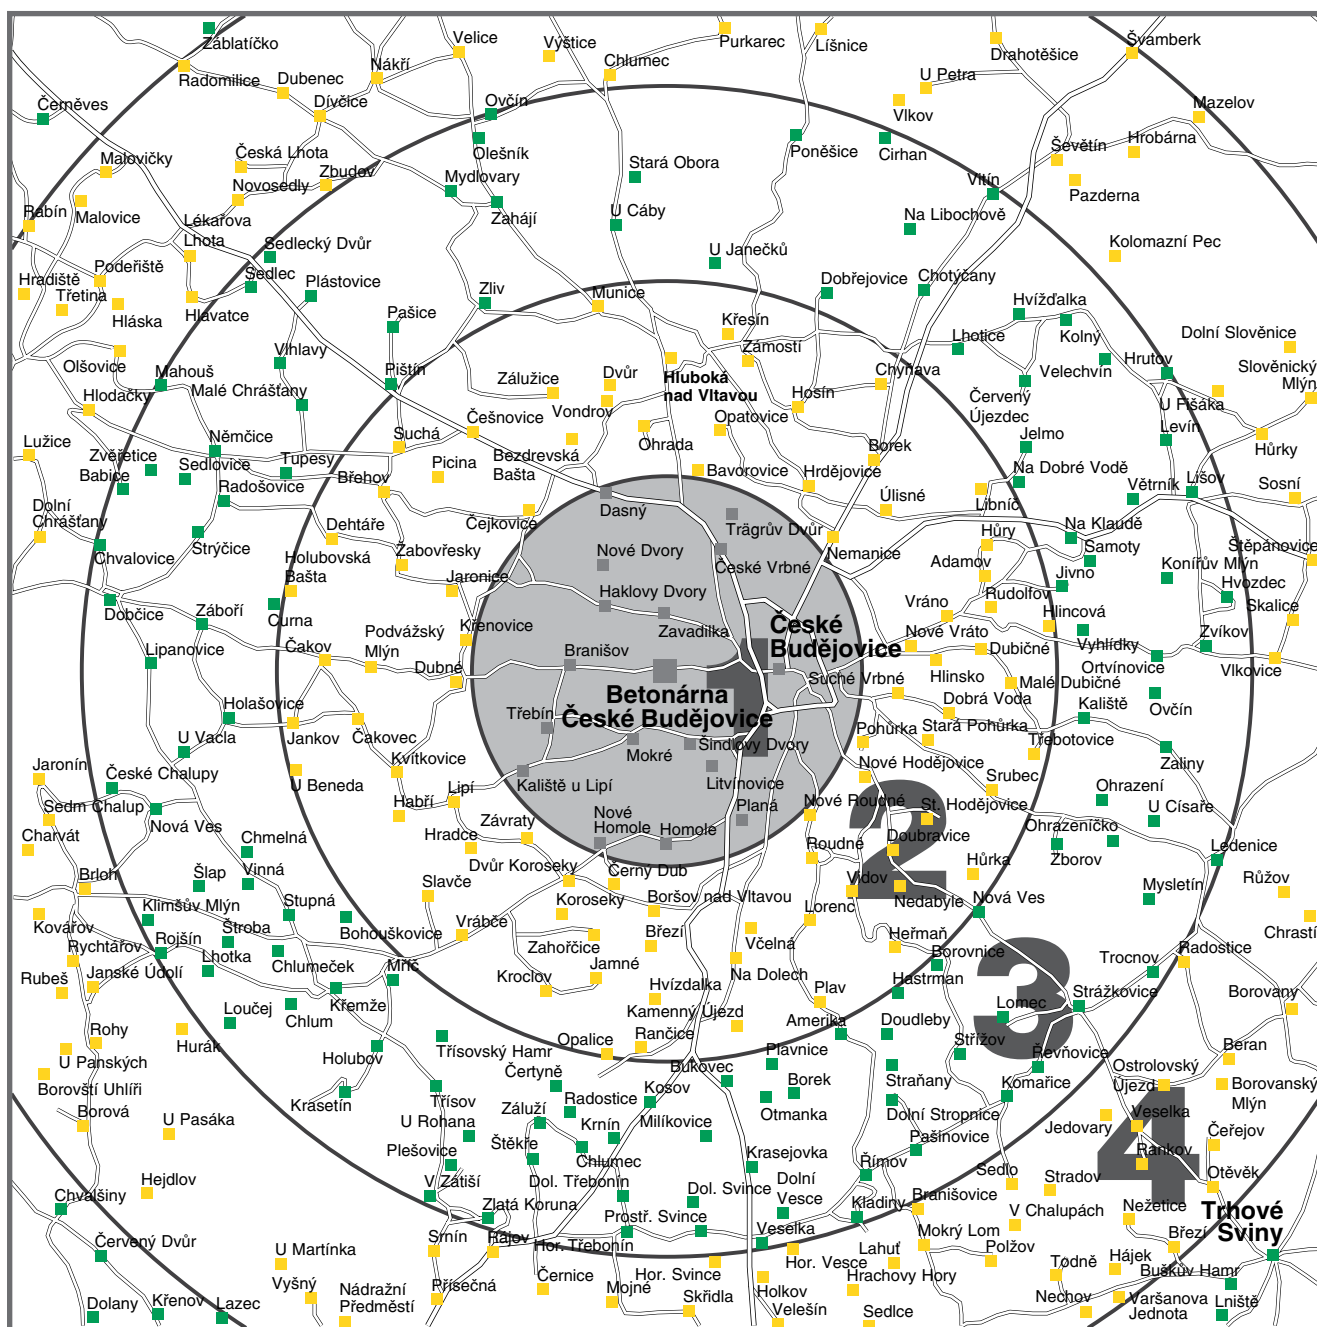 Záblatíčko
Velice
Výštice
Purkarec
Líšnice
Drahotěšice
Švamberk
Radomilice
Dubenec
Nákří
Chlumec
U Petra
Černěves
Dívčice
Ovčín
Vlkov
Mazelov
Malovičky
Česká Lhota
Zbudov
Olešník
Stará Obora
Poněšice
Cirhan
Ševětín
Hrobárna
Rábín
Malovice
Novosedly
Mydlovary
Zahájí
U Cáby
Vitín
Pazderna
Lékařova
Lhota
Sedlecký Dvůr
U Janečků
Na Libochově
Kolomazní Pec
Podeřiště
Sedlec
Plástovice
Dobřejovice
Chotýčany
Hradiště
Třetina
Hláska
Hlavatce
Pašice
Zliv
Munice
Křesín
Hvížďalka
Kolný
Dolní Slověnice
Olšovice
Mahouš
Vlhlavy
Pištín
Zálužice
Dvůr
Zámostí
Lhotice
Velechvín
Hrutov
Slověnický
Mlýn
Hlodačky
Malé Chrášťany
Hluboká
nad Vltavou
Hosín
Chyňava
Červený
Újezdec
U Fišáka
Vondrov
Češnovice
Opatovice
Levín
Lužice
Němčice
Suchá
Bezdrevská
Bašta
Ohrada
Borek
Jelmo
Hůrky
Zvěřetice
Babice
Sedlovice
Tupesy
Picina
Bavorovice
Hrdějovice
Na Dobré Vodě
Radošovice
Břehov
Větrník
Lišov
Sosní
Dolní
Chrášťany
Strýčice
Dehtáře
Čejkovice
Dasný
Trägrův Dvůr
Úlisné
Libníč
Na Klaudě
Chvalovice
Holubovská
Bašta
Žabovřesky
Nové Dvory
České Vrbné
Nemanice
Hůry
Samoty
Štěpánovice
Adamov
Jivno
Konířův Mlýn
Hvozdec
Dobčice
Záboří
Čurna
Jaronice
Haklovy Dvory
Rudolfov
Hlincová
Skalice
Lipanovice
Podvážský
Mlýn
Křenovice
Zavadilka
České
Budějovice
Vráno
Nové Vráto
Vyhlídky
Zvíkov
Čakov
Dubné
Branišov
Dubičné
Ortvínovice
Vlkovice
Suché Vrbné
Hlinsko
Malé Dubičné
Betonárna
České Budějovice
Dobrá Voda
Ovčín
Holašovice
Jankov
Čakovec
Třebín
Pohůrka
Stará Pohůrka
Kaliště
U Vacla
Mokré
Šindlovy Dvory
Třebotovice
Zaliny
Jaronín
České Chalupy
U Beneda
Kvítkovice
Kaliště u Lipí
Litvínovice
Nové Hodějovice
Srubec
Ohrazení
Sedm Chalup
Nová Ves
Habří
Lipí
Nové
Homole
Homole
Planá
Nové Roudné
St. Hodějovice
U Císaře
Charvát
Chmelná
Hradce
Závraty
Roudné
2
Doubravice
Ohrazeníčko
Zborov
Ledenice
Brloh
Šlap
Vinná
Dvůr Koroseky
Černý Dub
Hůrka
Růžov
Klimšův Mlýn
Stupná
Slavče
Koroseky
Boršov nad Vltavou
Vidov
Nedabyle
Nová Ves
Mysletín
Kovářov
Štroba
Bohouškovice
Vrábče
Lorenc
Chrastí
Rychtářov
Rojšín
Zahořčice
Březí
Včelná
Heřmaň
Borovnice
Radostice
Rubeš
Janské Údolí
Lhotka
Chlumeček
Mříč
Kroclov
Jamné
Na Dolech
Hastrman
3
Trocnov
Loučej
Chlum
Křemže
Hvízdalka
Plav
Lomec
Strážkovice
Borovany
Rohy
Hurák
Kamenný Újezd
Amerika
Doudleby
U Panských
Holubov
Třísovský Hamr
Opalice
Rančice
Střížov
Řevňovice
Beran
Borovští Uhlíři
Čertyně
Bukovec
Plavnice
Straňany
Komařice
Ostrolovský
Újezd
Borovanský
Mlýn
Borová
Krasetín
Třísov
Radostice
Kosov
Borek
Otmanka
Dolní Stropnice
4
Veselka
U Pasáka
U Rohana
Záluží
Krnín
Milíkovice
Pašinovice
Jedovary
Čeřejov
Plešovice
Štěkře
Chlumec
Krasejovka
Římov
Rankov
Hejdlov
V Zátiší
Dol. Třebonín
Dol. Svince
Dolní
Vesce
Sedlo
Stradov
Otěvěk
Chvalšiny
Zlatá Koruna
Kladiny
Branišovice
Nežetice
Trhové
Sviny
Prostř. Svince
Veselka
V Chalupách
Červený Dvůr
Srnín
Rájov
Hor. Třebonín
Mokrý Lom
Březí
U Martínka
Hor. Vesce
Lahuť
Polžov
Todně
Hájek
Vyšný
Přísečná
Černice
Hor. Svince
Hrachovy Hory
Buškův Hamr
Nádražní
Předměstí
Mojné
Holkov
Nechov
Varšanova
Jednota
Dolany
Křenov
Lazec
Skřidla
Velešín
Sedlce
Lniště